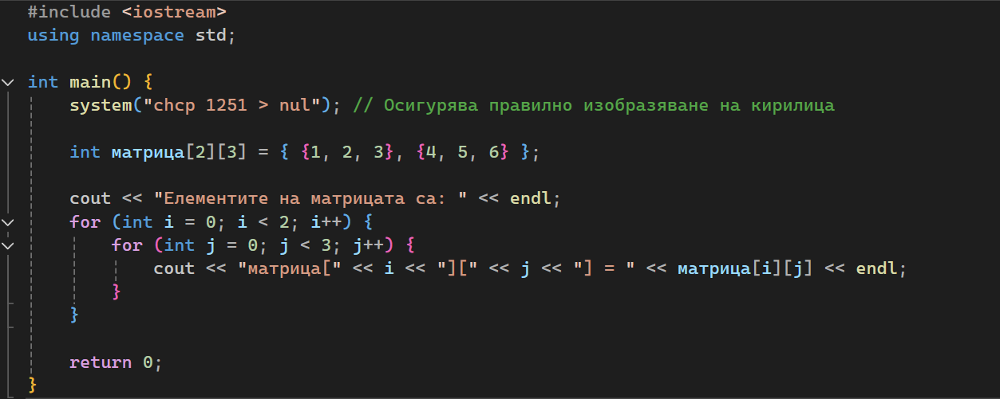 #include <iostream>
using namespace std;
int main() {
system("chcp 1251 > nul"); // Осигурява правилно изобразяване на кирилица
int матрица[2][3] = { {1, 2, 3}, {4, 5, 6} };
cout << "Елементите на матрицата са: " << endl;
for (int i = 0; i < 2; i++) {
for (int j = 0; j < 3; j++) {
cout << "матрица[" << i << "][" << j << "] = " << матрица[i][j] << endl;
}
}
return 0;
}